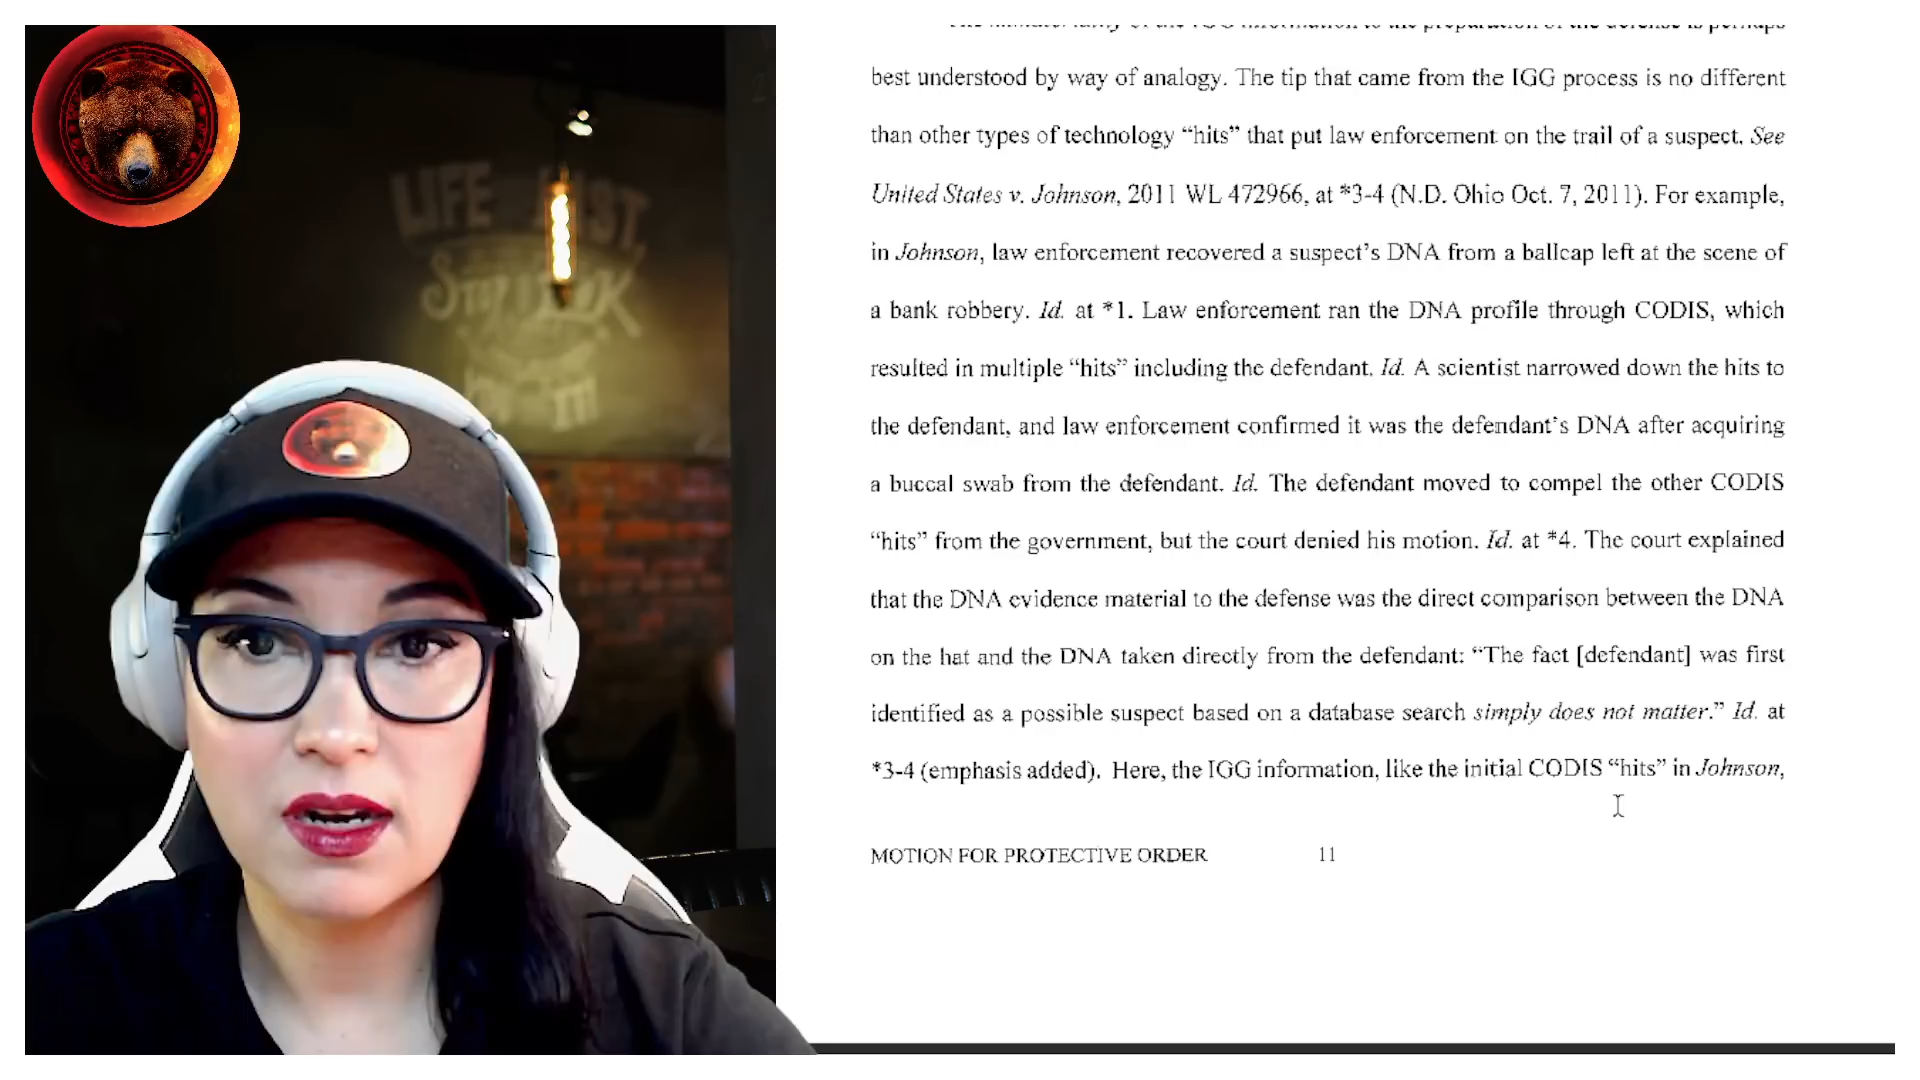 LIFE
best understood by way of analogy. The tip that came from the IGG process is no different
than other types of technology “hits” that put law enforcement on the trail of a suspect. See
United States v. Johnson, 2011 WL 472966, at *3-4 (N.D. Ohio Oct. 7, 2011). For example,
in Johnson, law enforcement recovered a suspect’s DNA from a ballcap left at the scene of
a bank robbery. Id. at *1. Law enforcement ran the DNA profile through CODIS, which
resulted in multiple “hits” including the defendant. Id. A scientist narrowed down the hits to
the defendant, and law enforcement confirmed it was the defendant’s DNA after acquiring
a buccal swab from the defendant. Id. The defendant moved to compel the other CODIS
“hits” from the government, but the court denied his motion. Id. at *4. The court explained
that the DNA evidence material to the defense was the direct comparison between the DNA
on the hat and the DNA taken directly from the defendant: “The fact [defendant] was first
identified as a possible suspect based on a database search simply does not matter.” Id. at
*3-4 (emphasis added). Here, the IGG information, like the initial CODIS “hits” in Johnson,
MOTION FOR PROTECTIVE ORDER 11